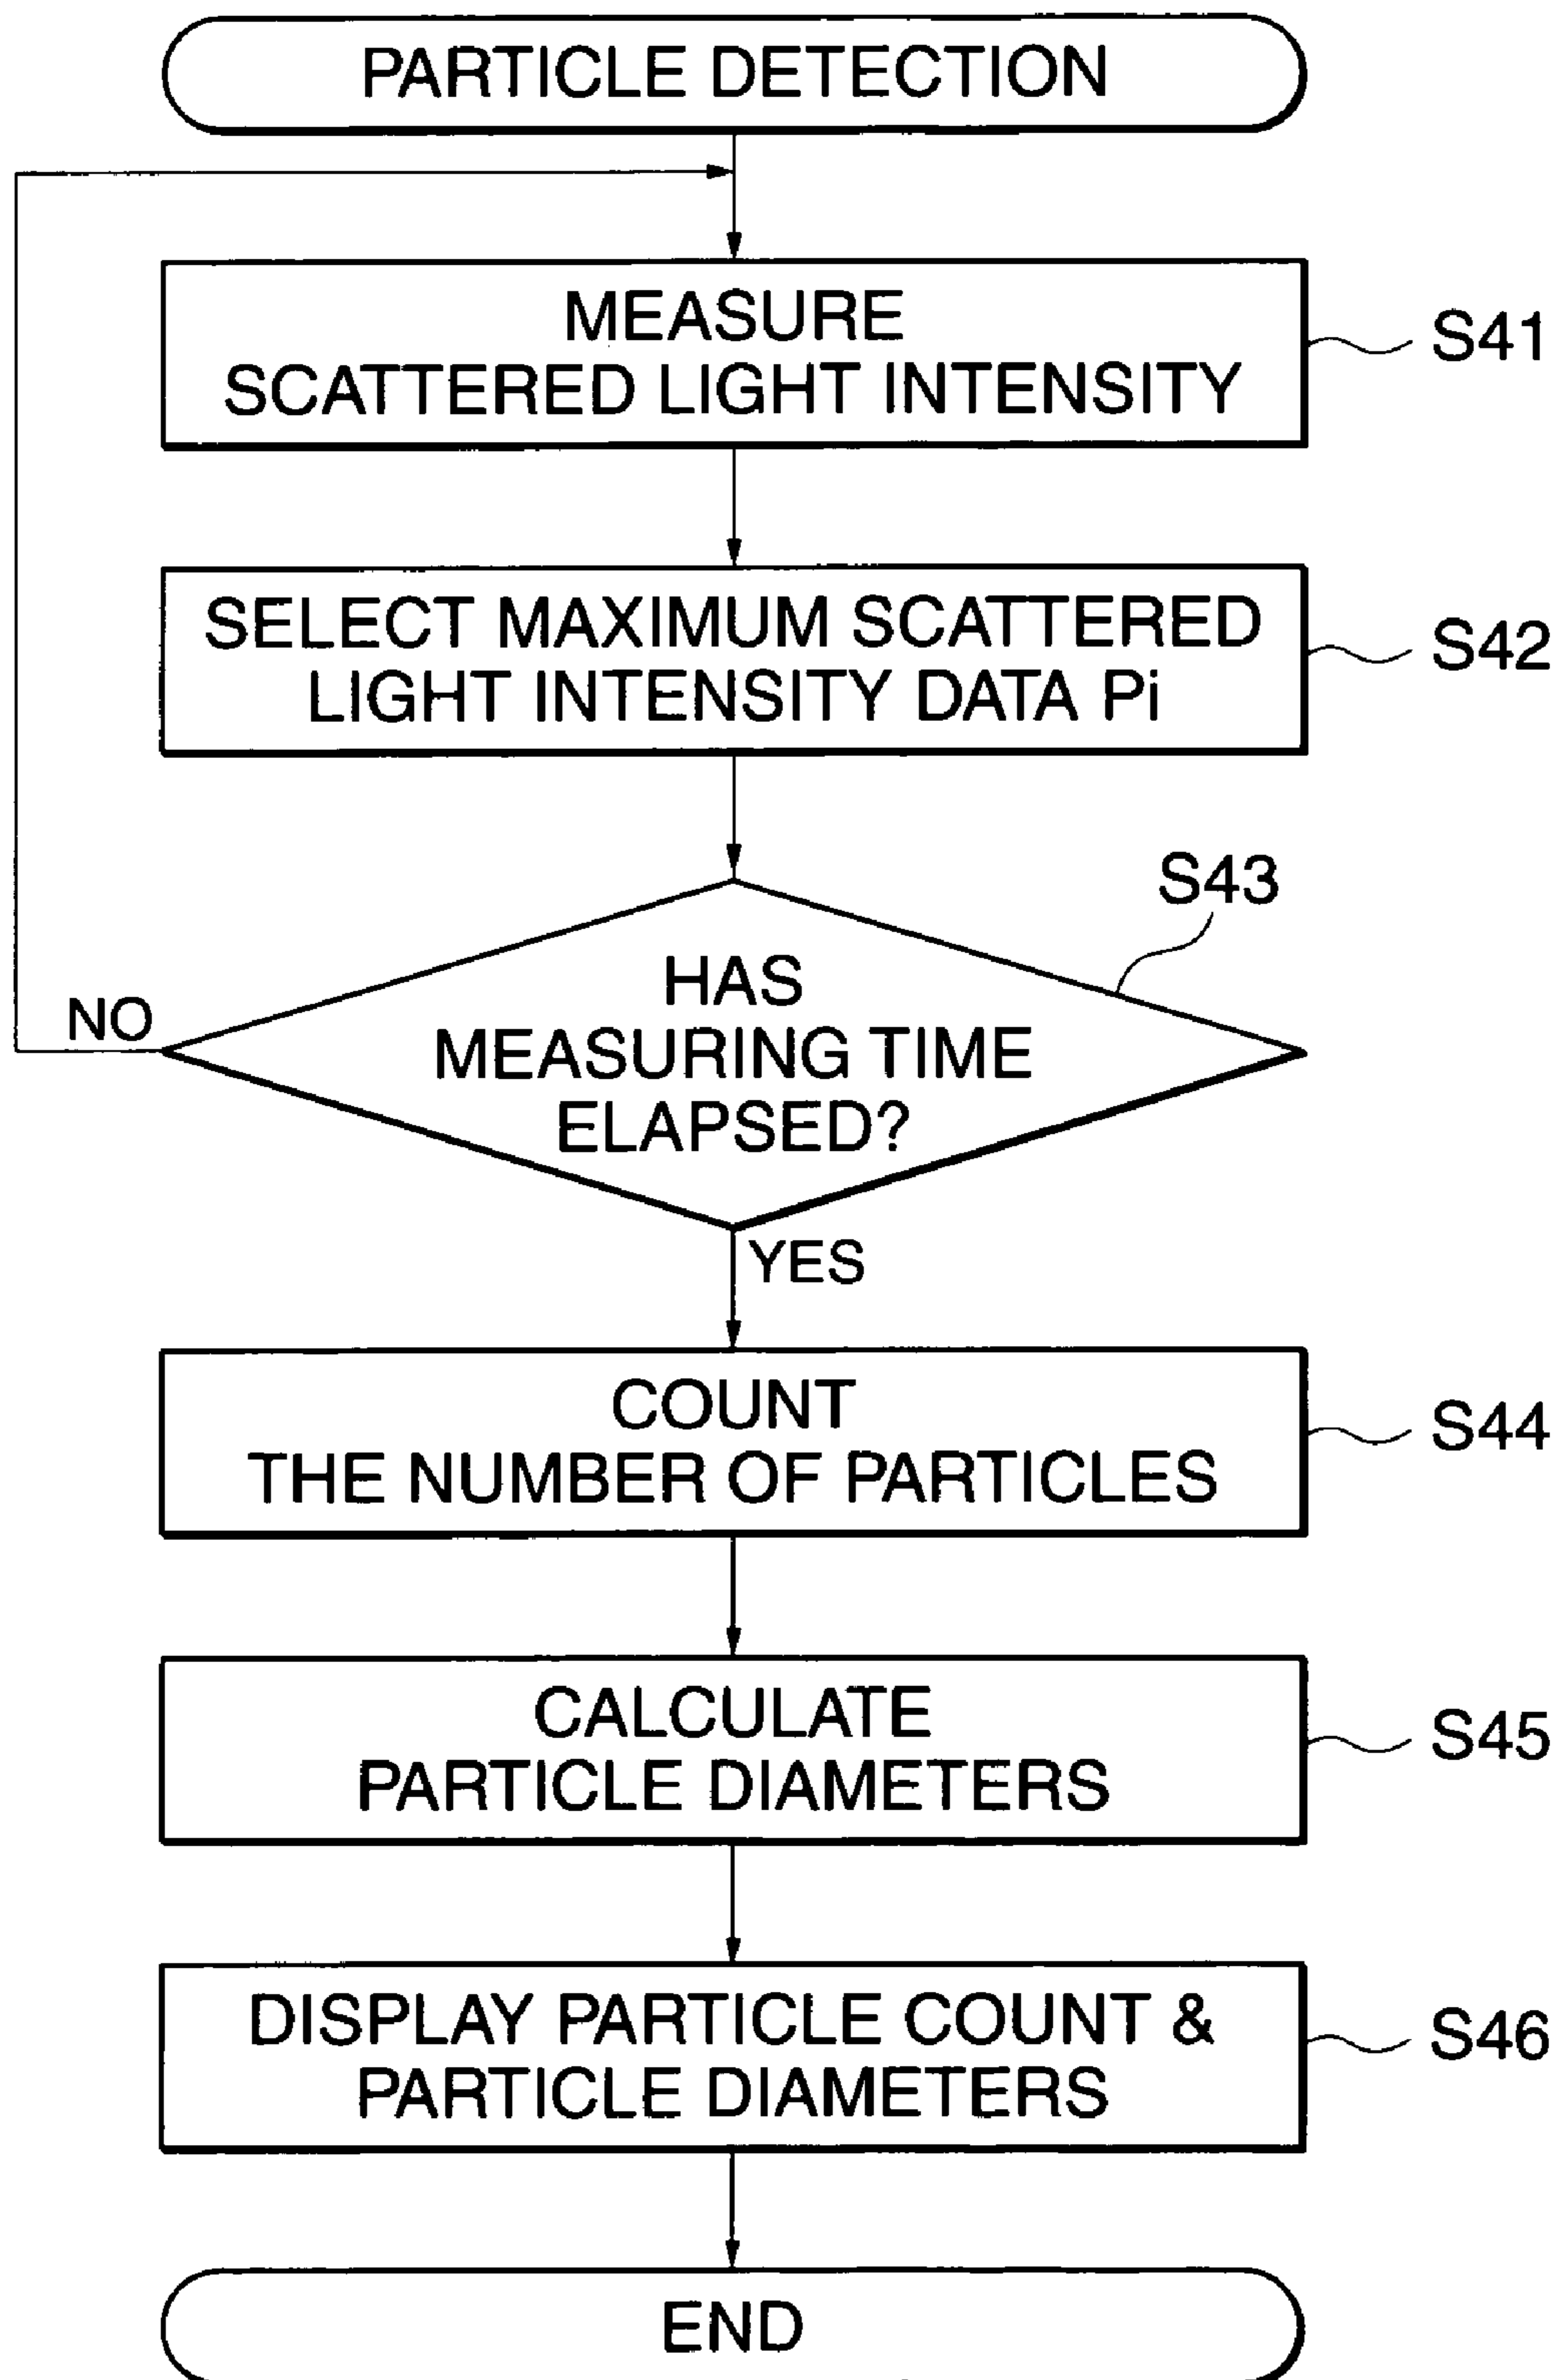 PARTICLE DETECTION
MEASURE
SCATTERED LIGHT INTENSITY
S41
SELECT MAXIMUM SCATTERED
LIGHT INTENSITY DATA Pi
S42
S43
HAS
MEASURING TIME
ELAPSED?
NO
YES
COUNT
THE NUMBER OF PARTICLES
S44
CALCULATE
PARTICLE DIAMETERS
S45
DISPLAY PARTICLE COUNT &
PARTICLE DIAMETERS
S46
END